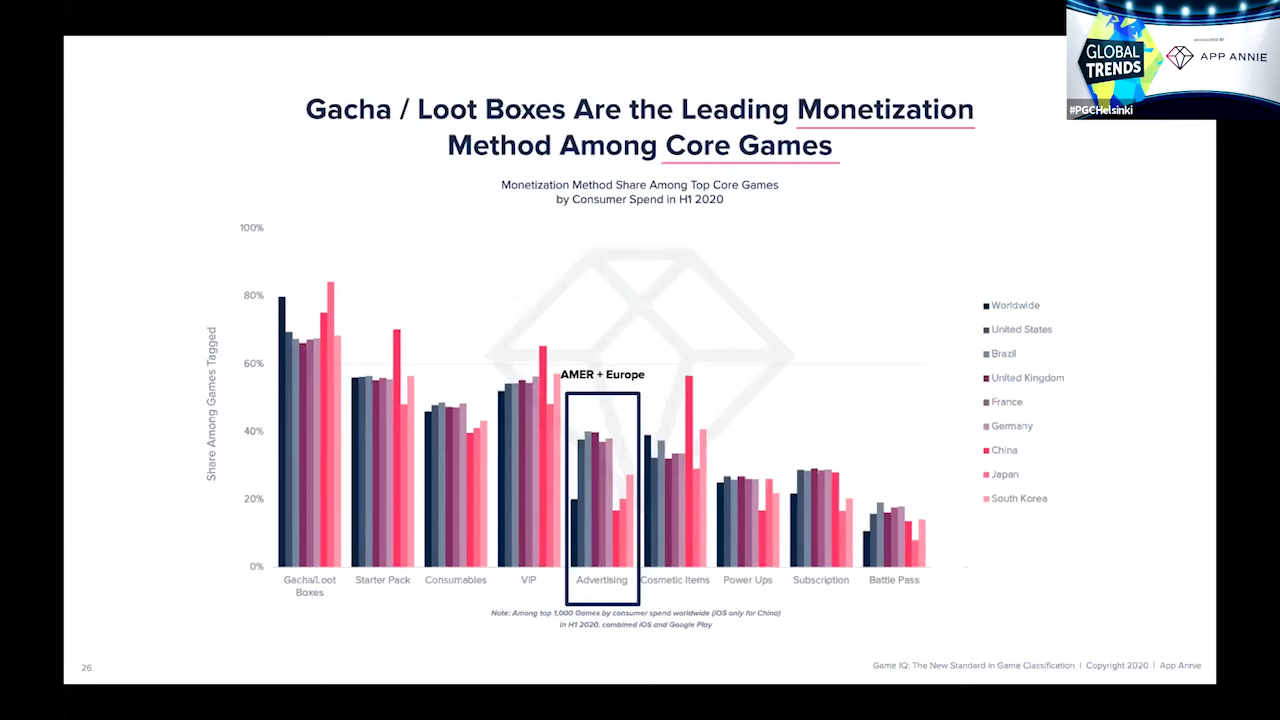 GLOBAL
TRENDS
SPONSORED BY
APP ANNIE
#PGCHelsinki
Gacha / Loot Boxes Are the Leading Monetization
Method Among Core Games
Monetization Method Share Among Top Core Games
by Consumer Spend in H1 2020
Share Among Games Tagged
100%
80%
60%
40%
20%
0%
AMER + Europe
Gacha/Loot
Boxes
Starter Pack
Consumables
VIP
Advertising
Cosmetic Items
Power Ups
Subscription
Battle Pass
Worldwide
United States
Brazil
United Kingdom
France
Germany
China
Japan
South Korea
Note: Among top 1,000 Games by consumer spend worldwide (iOS only for China)
in H1 2020, combined iOS and Google Play
26
Game IQ: The New Standard in Game Classification | Copyright 2020 | App Annie